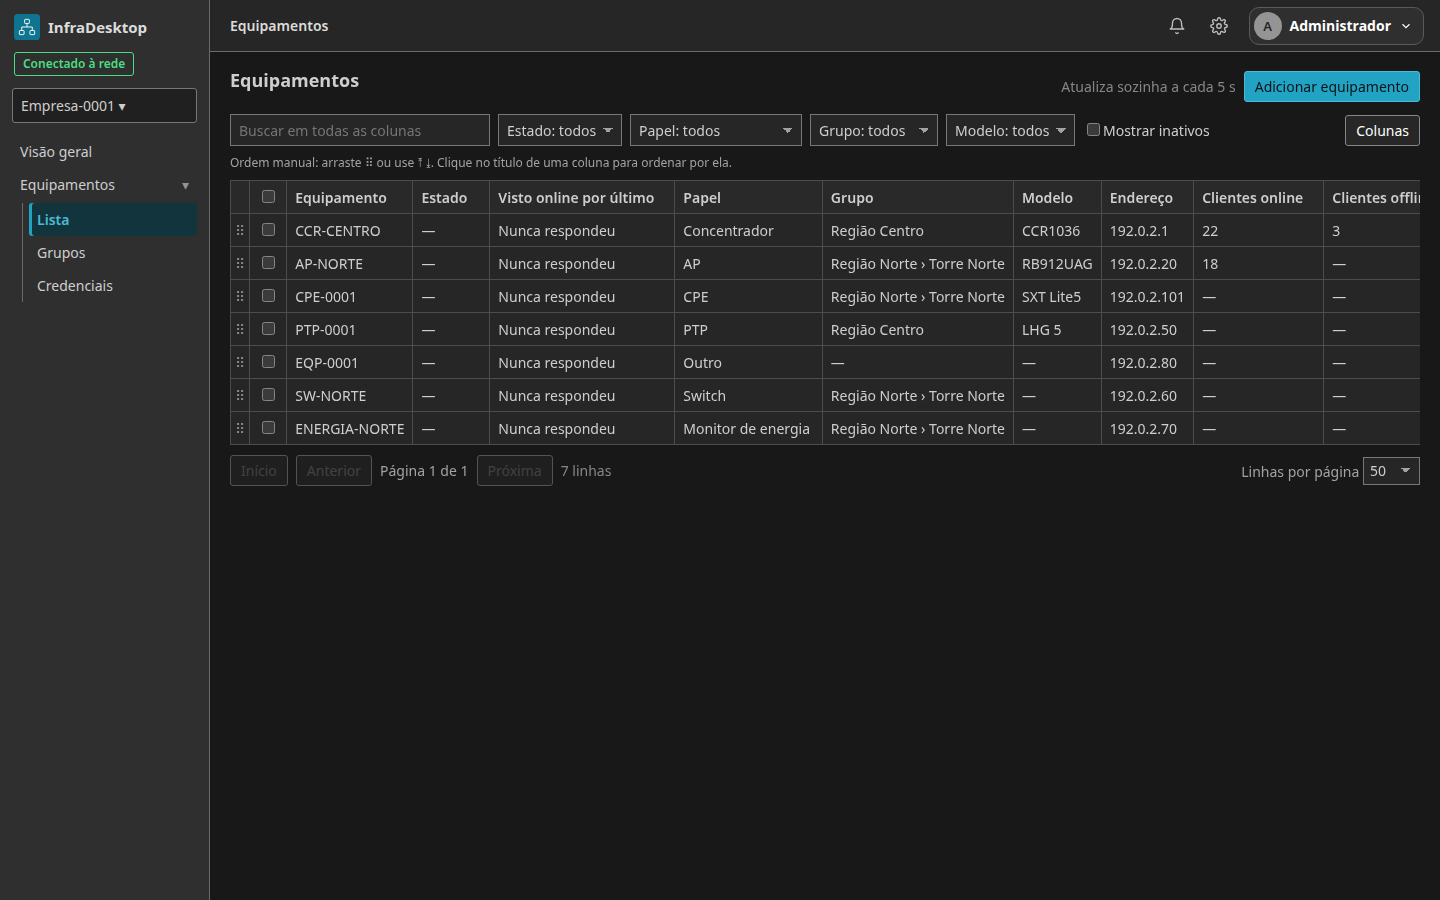 InfraDesktop
Conectado à rede
Empresa-0001 ▾
Visão geral
Equipamentos ▾
Lista
Grupos
Credenciais
Equipamentos
A Administrador
Equipamentos
Atualiza sozinha a cada 5 s Adicionar equipamento
Buscar em todas as colunas Estado: todos Papel: todos Grupo: todos Modelo: todos Mostrar inativos Colunas
Ordem manual: arraste ⠿ ou use ⤒⤓. Clique no título de uma coluna para ordenar por ela.
Equipamento Estado Visto online por último Papel Grupo Modelo Endereço Clientes online Clientes offli
⠿ CCR-CENTRO — Nunca respondeu Concentrador Região Centro CCR1036 192.0.2.1 22 3
⠿ AP-NORTE — Nunca respondeu AP Região Norte › Torre Norte RB912UAG 192.0.2.20 18 —
⠿ CPE-0001 — Nunca respondeu CPE Região Norte › Torre Norte SXT Lite5 192.0.2.101 — —
⠿ PTP-0001 — Nunca respondeu PTP Região Centro LHG 5 192.0.2.50 — —
⠿ EQP-0001 — Nunca respondeu Outro — — 192.0.2.80 — —
⠿ SW-NORTE — Nunca respondeu Switch Região Norte › Torre Norte — 192.0.2.60 — —
⠿ ENERGIA-NORTE — Nunca respondeu Monitor de energia Região Norte › Torre Norte — 192.0.2.70 — —
Início Anterior Página 1 de 1 Próxima 7 linhas Linhas por página 50